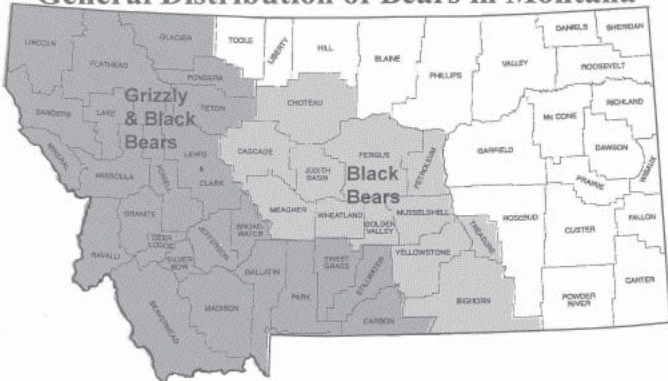 General Distribution of Bears in Montana
LINCOLN
FLATHEAD
GLACIER
TOOLE
LIBERTY
HILL
BLAINE
PHILLIPS
VALLEY
DANIELS
SHERIDAN
ROOSEVELT
PONDERA
TETON
CHOTEAU
SANDERS
LAKE
Grizzly
& Black
Bears
MINERAL
MISSOULA
POWELL
LEWIS
&
CLARK
CASCADE
JUDITH
BASIN
FERGUS
PETROLEUM
GARFIELD
Mc CONE
RICHLAND
DAWSON
WIBAUX
PRAIRIE
Black
Bears
MEAGHER
WHEATLAND
GOLDEN
VALLEY
MUSSELSHELL
TREASURE
ROSEBUD
CUSTER
FALLON
GRANITE
DEER
LODGE
SILVER
BOW
JEFFERSON
BROAD-
WATER
RAVALLI
BEAVERHEAD
MADISON
GALLATIN
PARK
SWEET
GRASS
STILLWATER
CARBON
YELLOWSTONE
BIGHORN
POWDER
RIVER
CARTER